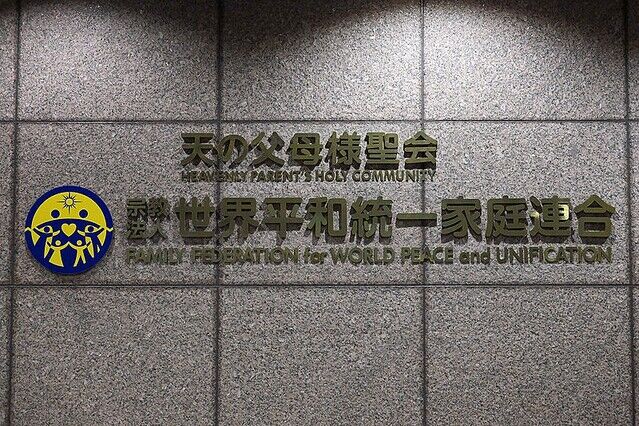 天の父母様聖会
HEAVENLY PARENT'S HOLY COMMUNITY
宗教法人 世界平和統一家庭連合
FAMILY FEDERATION for WORLD PEACE and UNIFICATION